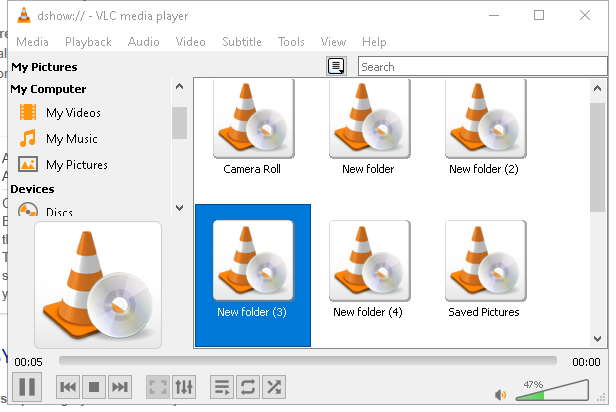 dshow:// - VLC media player
Media Playback Audio Video Subtitle Tools View Help
My Pictures
Search
My Computer
My Videos
My Music
My Pictures
Devices
Discs
Camera Roll New folder New folder (2)
New folder (3) New folder (4) Saved Pictures
00:05 00:00
47%